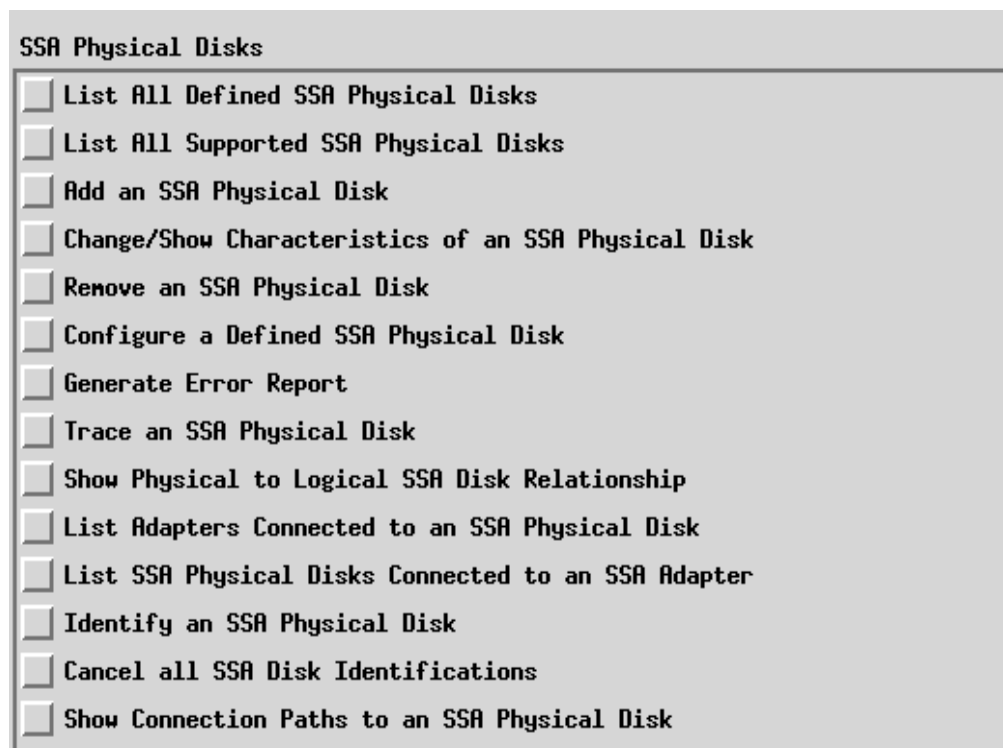 SSA Physical Disks
List All Defined SSA Physical Disks
List All Supported SSA Physical Disks
Add an SSA Physical Disk
Change/Show Characteristics of an SSA Physical Disk
Remove an SSA Physical Disk
Configure a Defined SSA Physical Disk
Generate Error Report
Trace an SSA Physical Disk
Show Physical to Logical SSA Disk Relationship
List Adapters Connected to an SSA Physical Disk
List SSA Physical Disks Connected to an SSA Adapter
Identify an SSA Physical Disk
Cancel all SSA Disk Identifications
Show Connection Paths to an SSA Physical Disk